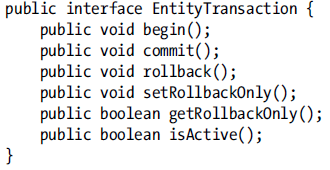 public interface EntityTransaction {
    public void begin();
    public void commit();
    public void rollback();
    public void setRollbackOnly();
    public boolean getRollbackOnly();
    public boolean isActive();
}